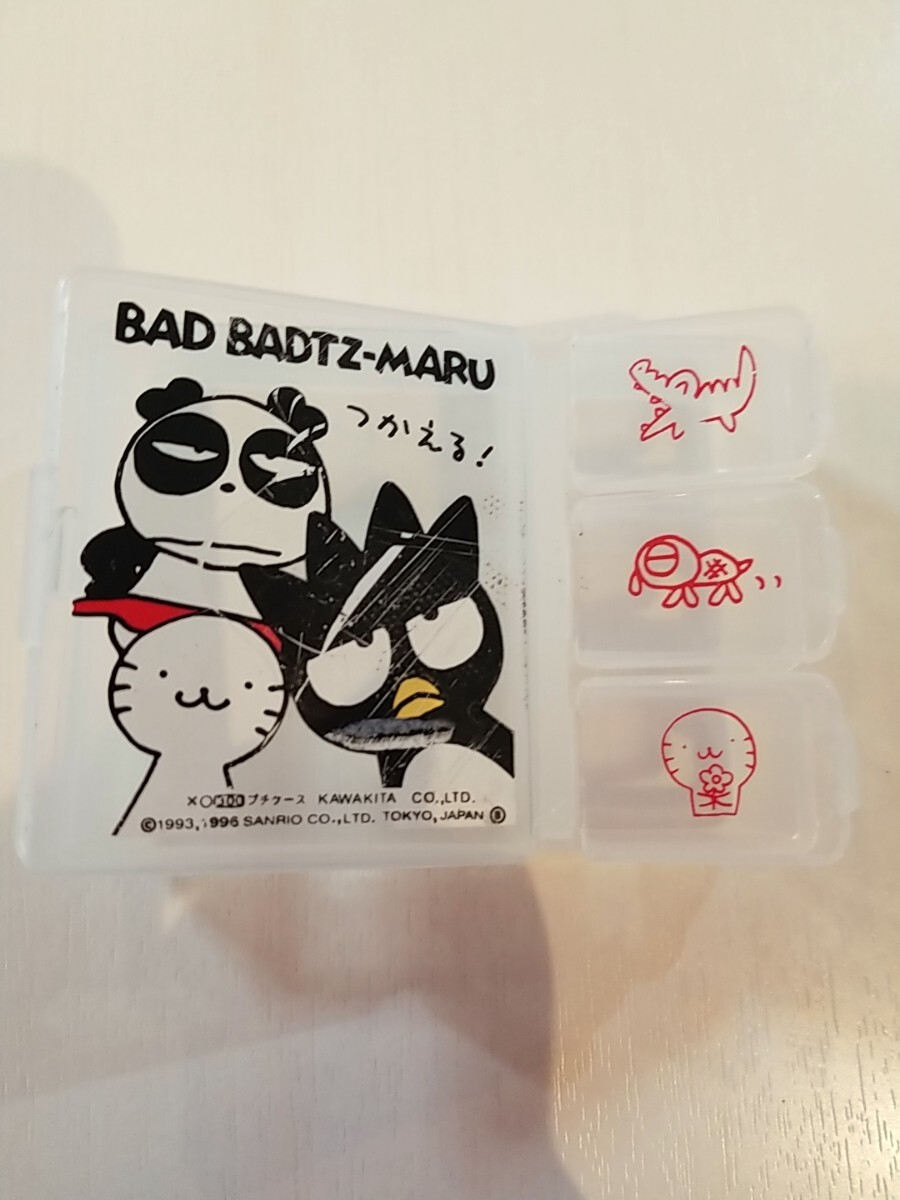 BAD BADTZ-MARU
つかえる!
プチケース KAWAKITA CO.,LTD.
©1993,1996 SANRIO CO.,LTD. TOKYO, JAPAN Ⓑ